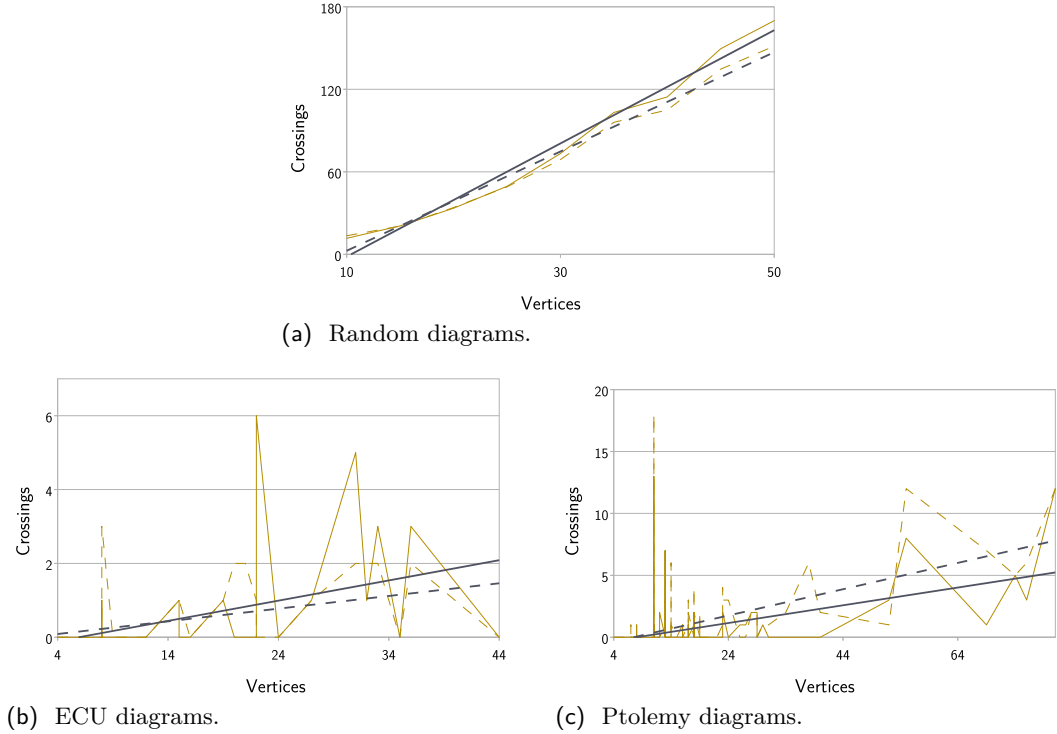 180
120
60
0
Crossings
10 30 50
Vertices
(a) Random diagrams.
6
4
2
0
Crossings
4 14 24 34 44
Vertices
(b) ECU diagrams.
20
15
10
5
0
Crossings
4 24 44 64
Vertices
(c) Ptolemy diagrams.